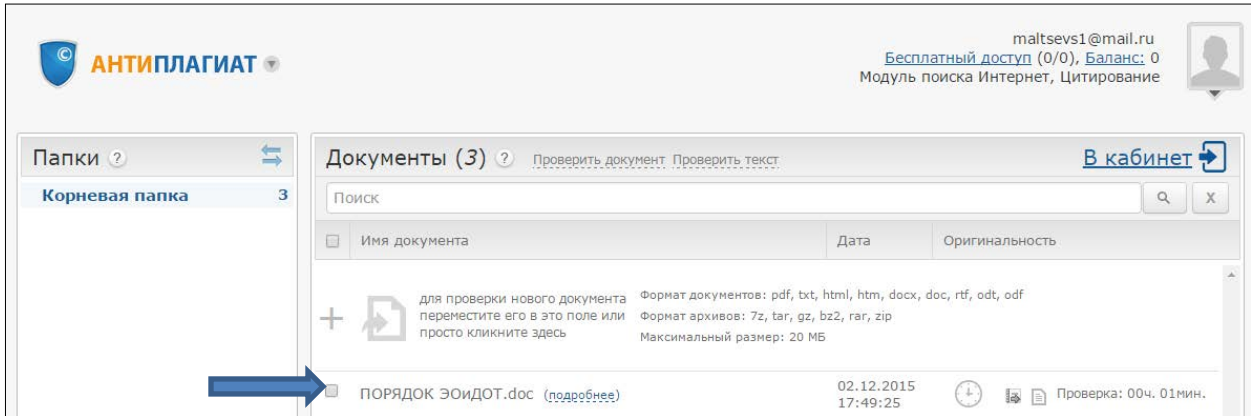 maltsevs1@mail.ru
© АНТИПЛАГИАТ
Бесплатный доступ (0/0), Баланс: 0
Модуль поиска Интернет, Цитирование
Папки ?
Документы (3) ? Проверить документ Проверить текст
В кабинет
Корневая папка 3
Поиск
X
Имя документа Дата Оригинальность
для проверки нового документа
переместите его в это поле или
просто кликните здесь
Формат документов: pdf, txt, html, htm, docx, doc, rtf, odt, odf
Формат архивов: 7z, tar, gz, bz2, rar, zip
Максимальный размер: 20 МБ
ПОРЯДОК ЭОиДОТ.doc (подробнее)
02.12.2015
17:49:25
Проверка: 00ч. 01мин.